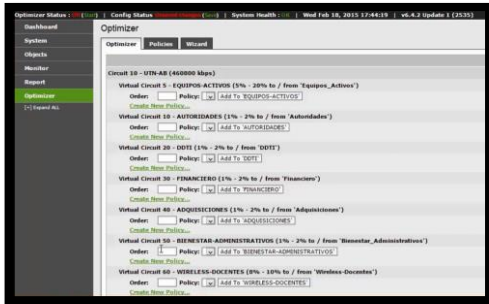 Optimizer Status : Off (Start) | Config Status : Unsaved Changes (Save) | System Health : OK | Wed Feb 18, 2015 17:44:19 | v6.4.2 Update 1 (2535)
Dashboard
System
Objects
Monitor
Report
Optimizer
[+] Expand ALL
Optimizer
Optimizer Policies Wizard
Circuit 10 - UTN-AB (460800 kbps)
Virtual Circuit 5 - EQUIPOS-ACTIVOS (5% - 20% to / from 'Equipos_Activos')
Order: Policy: Add To 'EQUIPOS-ACTIVOS'
Create New Policy...
Virtual Circuit 10 - AUTORIDADES (1% - 2% to / from 'Autoridades')
Order: Policy: Add To 'AUTORIDADES'
Create New Policy...
Virtual Circuit 20 - DDTI (1% - 2% to / from 'DDTI')
Order: Policy: Add To 'DDTI'
Create New Policy...
Virtual Circuit 30 - FINANCIERO (1% - 2% to / from 'Financiero')
Order: Policy: Add To 'FINANCIERO'
Create New Policy...
Virtual Circuit 40 - ADQUISICIONES (1% - 2% to / from 'Adquisiciones')
Order: Policy: Add To 'ADQUISICIONES'
Create New Policy...
Virtual Circuit 50 - BIENESTAR-ADMINISTRATIVOS (1% - 2% to / from 'Bienestar_Administrativos')
Order: Policy: Add To 'BIENESTAR-ADMINISTRATIVOS'
Create New Policy...
Virtual Circuit 60 - WIRELESS-DOCENTES (8% - 10% to / from 'Wireless-Docentes')
Order: Policy: Add To 'WIRELESS-DOCENTES'
Create New Policy...